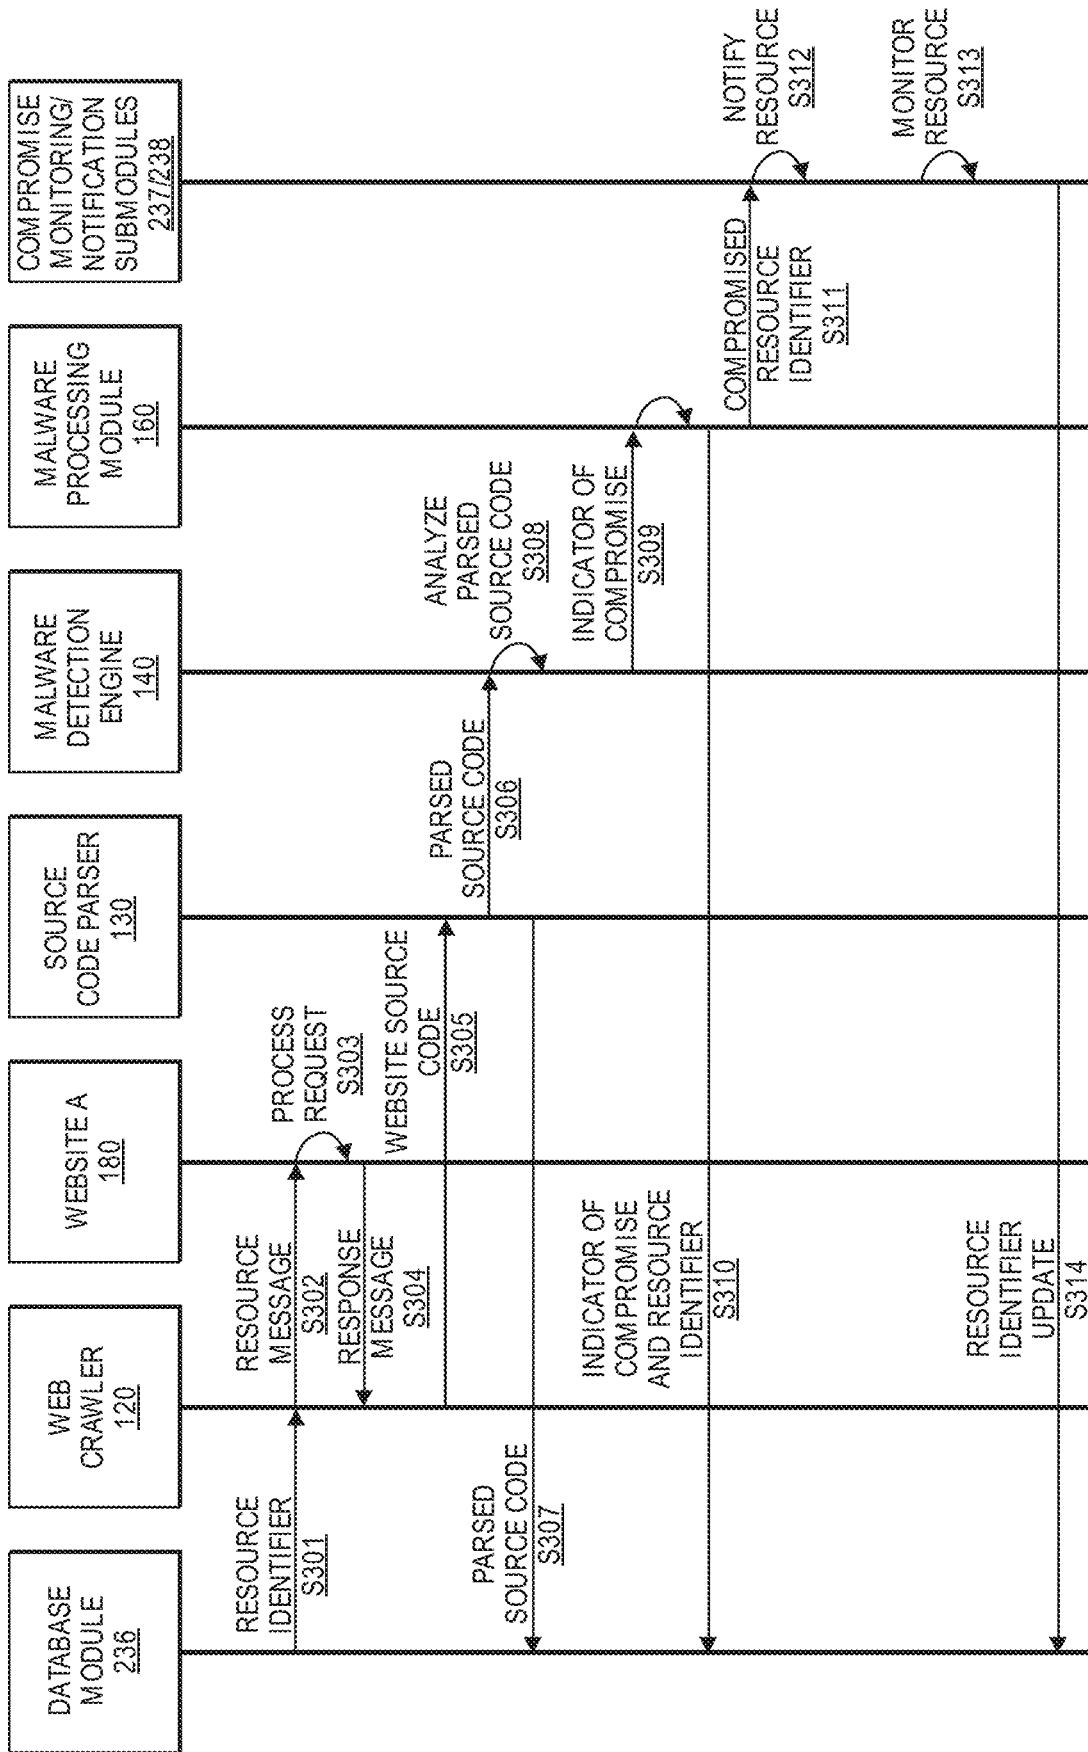 DATABASE
MODULE
236
WEB
CRAWLER
120
WEBSITE A
180
SOURCE
CODE PARSER
130
MALWARE
DETECTION
ENGINE
140
MALWARE
PROCESSING
MODULE
160
COMPROMISE
MONITORING/
NOTIFICATION
SUBMODULES
237/238
RESOURCE
IDENTIFIER
S301
RESOURCE
MESSAGE
S302
PROCESS
REQUEST
S303
RESPONSE
MESSAGE
S304
WEBSITE SOURCE
CODE
S305
PARSED
SOURCE CODE
S306
PARSED
SOURCE CODE
S307
ANALYZE
PARSED
SOURCE CODE
S308
INDICATOR OF
COMPROMISE
S309
INDICATOR OF
COMPROMISE
AND RESOURCE
IDENTIFIER
S310
COMPROMISED
RESOURCE
IDENTIFIER
S311
NOTIFY
RESOURCE
S312
MONITOR
RESOURCE
S313
RESOURCE
IDENTIFIER
UPDATE
S314